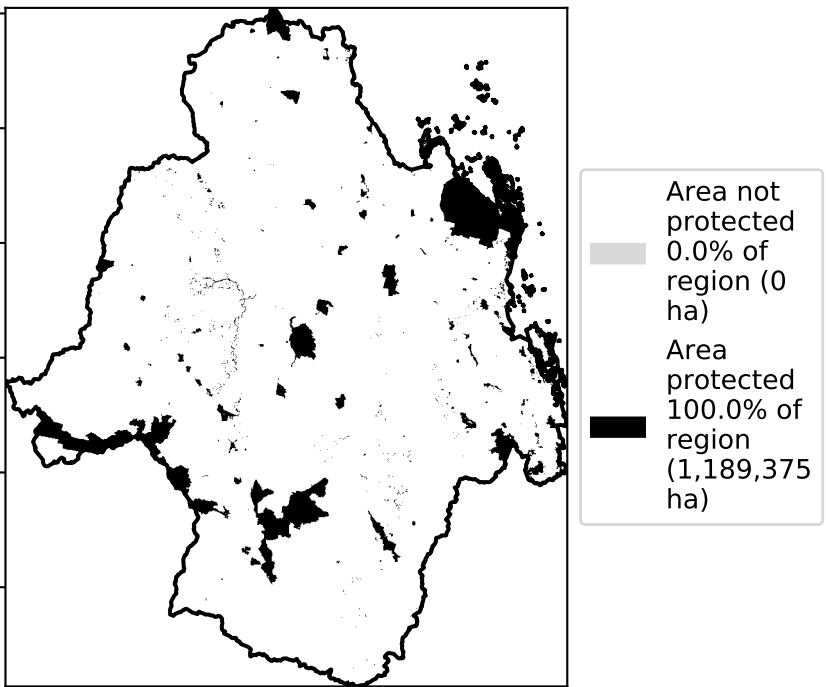 Area not
protected
0.0% of
region (0
ha)
Area
protected
100.0% of
region
(1,189,375
ha)